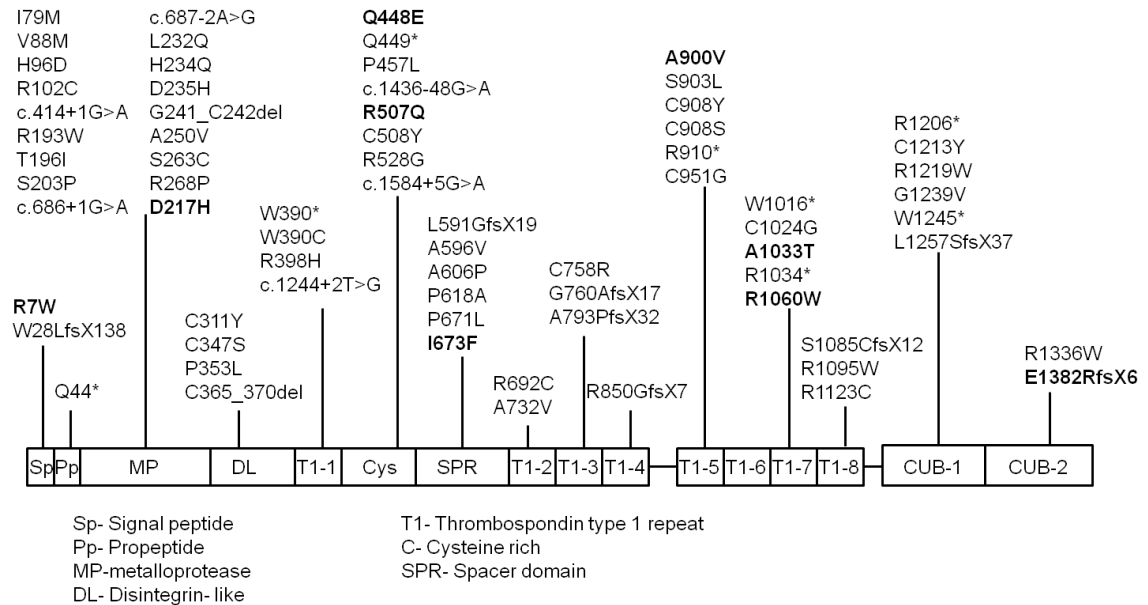 I79M
V88M
H96D
R102C
c.414+1G>A
R193W
T196I
S203P
c.686+1G>A
c.687-2A>G
L232Q
H234Q
D235H
G241_C242del
A250V
S263C
R268P
D217H
Q448E
Q449*
P457L
c.1436-48G>A
R507Q
C508Y
R528G
c.1584+5G>A
A900V
S903L
C908Y
C908S
R910*
C951G
R1206*
C1213Y
R1219W
G1239V
W1245*
L1257SfsX37
W390*
W390C
R398H
c.1244+2T>G
L591GfsX19
A596V
A606P
P618A
P671L
I673F
C758R
G760AfsX17
A793PfsX32
W1016*
C1024G
A1033T
R1034*
R1060W
R7W
W28LfsX138
Q44*
C311Y
C347S
P353L
C365_370del
R692C
A732V
R850GfsX7
S1085CfsX12
R1095W
R1123C
R1336W
E1382RfsX6
Sp Pp MP DL T1-1 Cys SPR T1-2 T1-3 T1-4 T1-5 T1-6 T1-7 T1-8 CUB-1 CUB-2
Sp- Signal peptide
Pp- Propeptide
MP-metalloprotease
DL- Disintegrin- like
T1- Thrombospondin type 1 repeat
C- Cysteine rich
SPR- Spacer domain